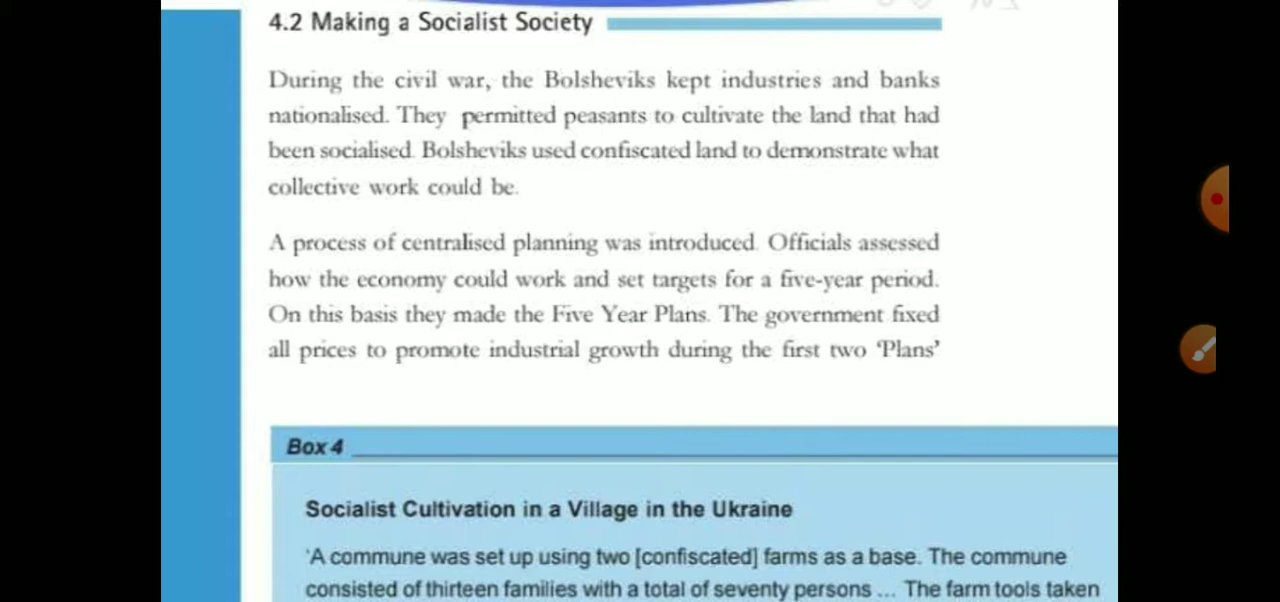 4.2 Making a Socialist Society
During the civil war, the Bolsheviks kept industries and banks
nationalised. They permitted peasants to cultivate the land that had
been socialised. Bolsheviks used confiscated land to demonstrate what
collective work could be.
A process of centralised planning was introduced. Officials assessed
how the economy could work and set targets for a five-year period.
On this basis they made the Five Year Plans. The government fixed
all prices to promote industrial growth during the first two ‘Plans’
Box 4
Socialist Cultivation in a Village in the Ukraine
‘A commune was set up using two [confiscated] farms as a base. The commune
consisted of thirteen families with a total of seventy persons ... The farm tools taken